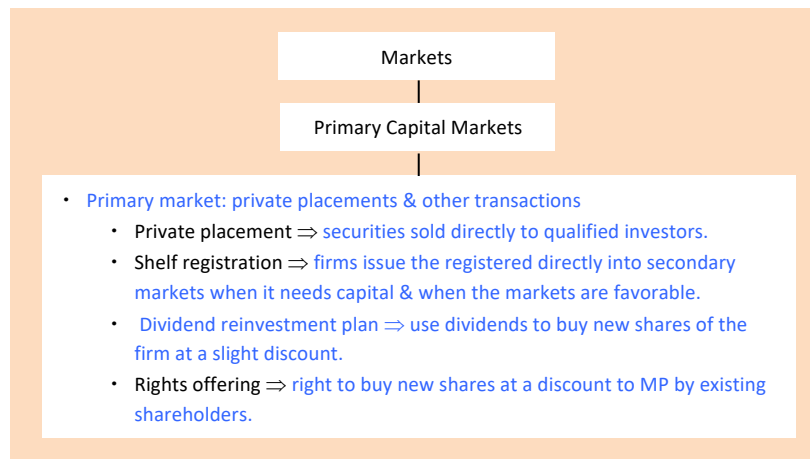 Markets
Primary Capital Markets
• Primary market: private placements & other transactions
• Private placement ⇒ securities sold directly to qualified investors.
• Shelf registration ⇒ firms issue the registered directly into secondary
markets when it needs capital & when the markets are favorable.
• Dividend reinvestment plan ⇒ use dividends to buy new shares of the
firm at a slight discount.
• Rights offering ⇒ right to buy new shares at a discount to MP by existing
shareholders.